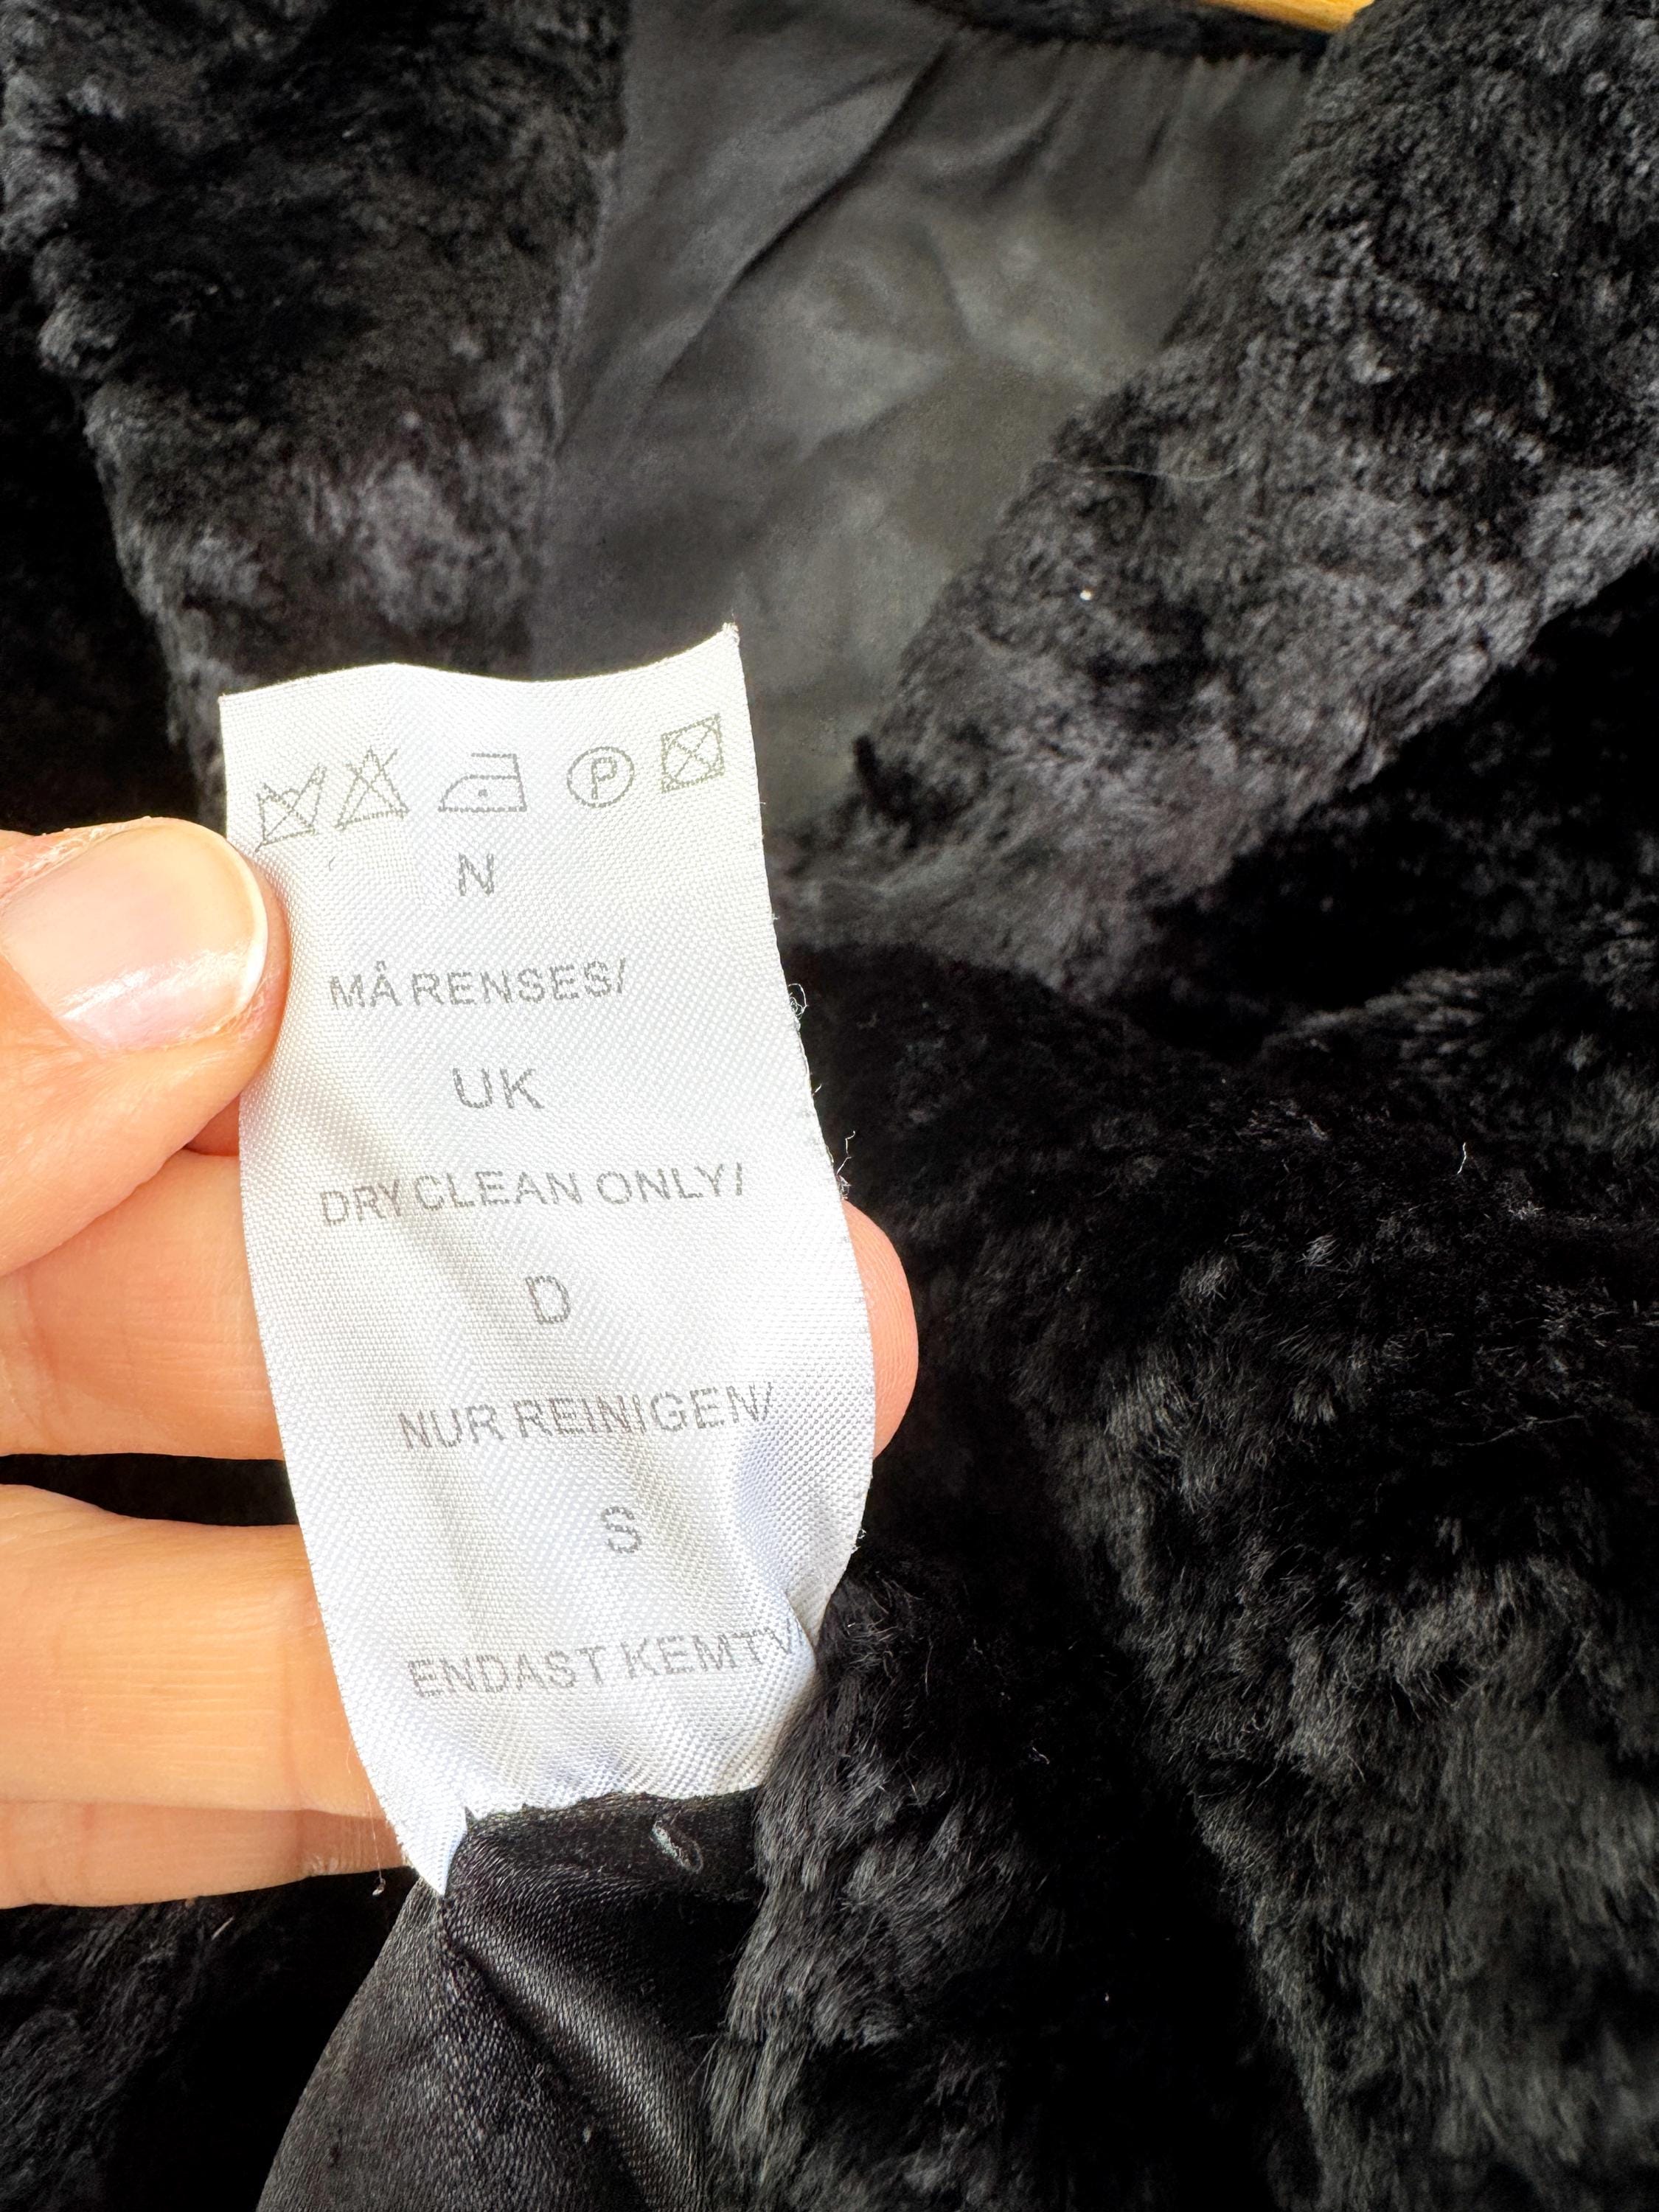 P
N
MÅ RENSES/
UK
DRY CLEAN ONLY/
D
NUR REINIGEN/
S
ENDAST KEMTV